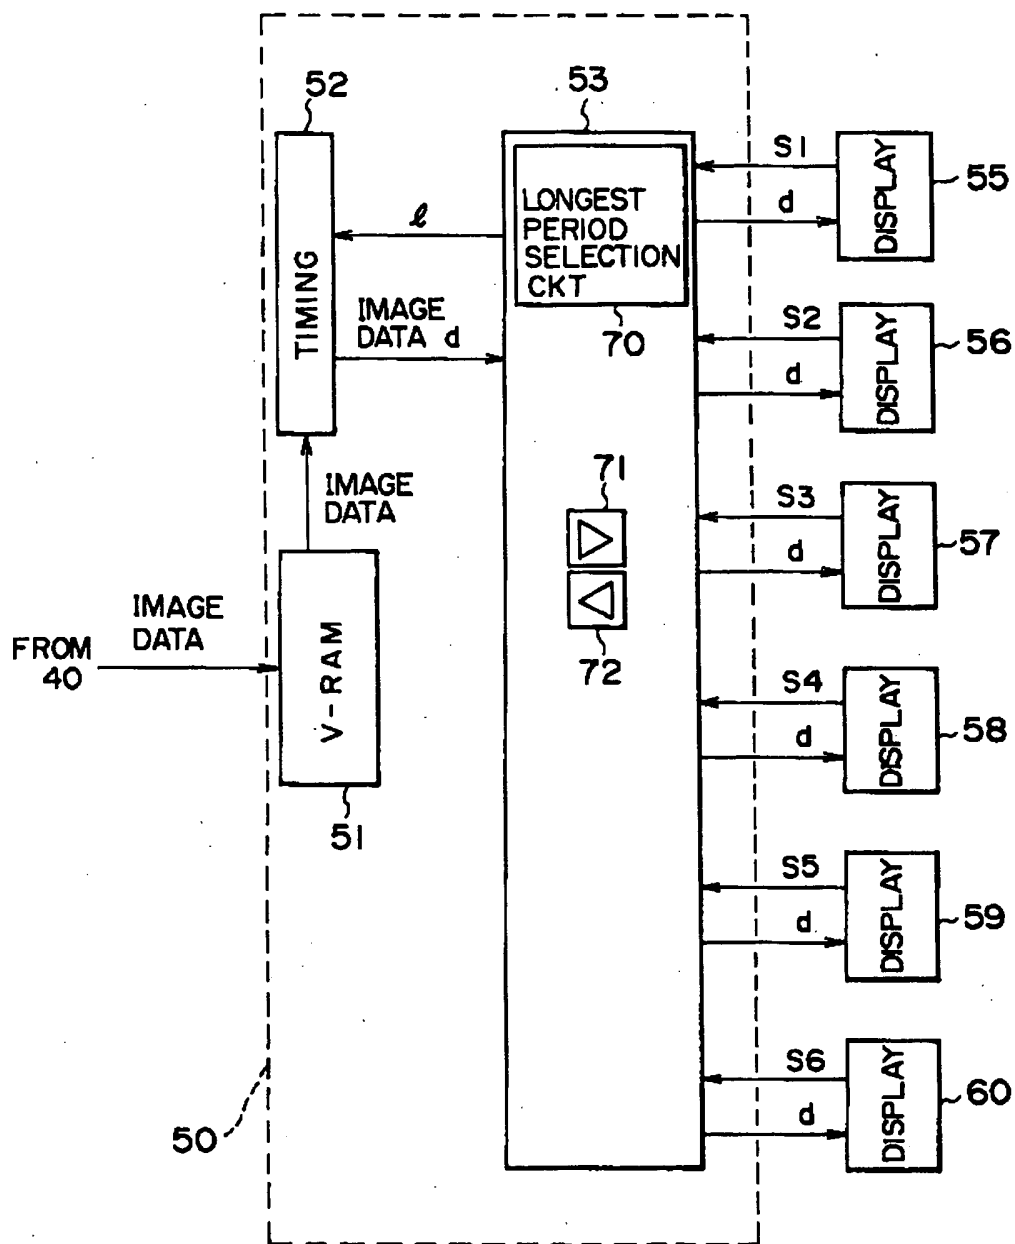 52
53
TIMING
ℓ
IMAGE
DATA d
LONGEST
PERIOD
SELECTION
CKT
70
S1
d
DISPLAY
55
S2
d
DISPLAY
56
IMAGE
DATA
71
72
S3
d
DISPLAY
57
FROM
40
IMAGE
DATA
V-RAM
51
S4
d
DISPLAY
58
S5
d
DISPLAY
59
50
S6
d
DISPLAY
60